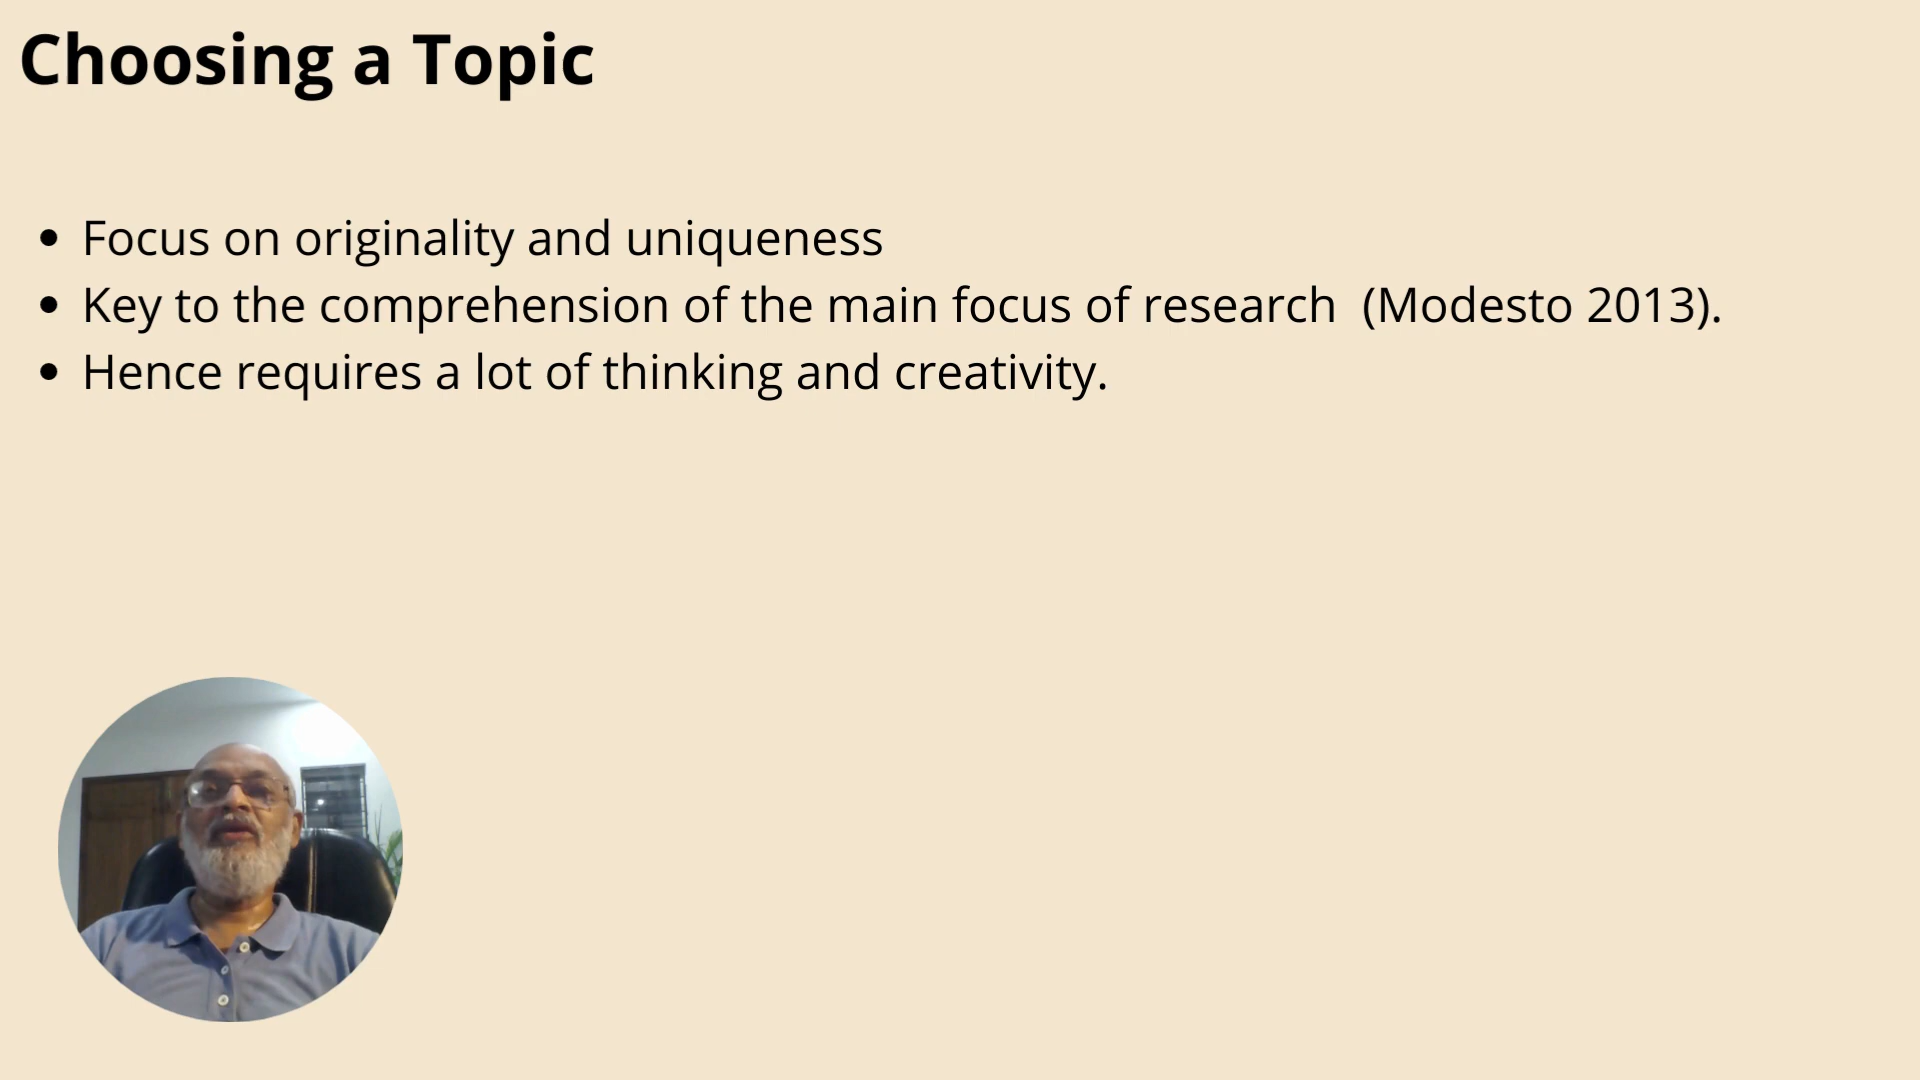 Choosing a Topic
• Focus on originality and uniqueness
• Key to the comprehension of the main focus of research  (Modesto 2013).
• Hence requires a lot of thinking and creativity.